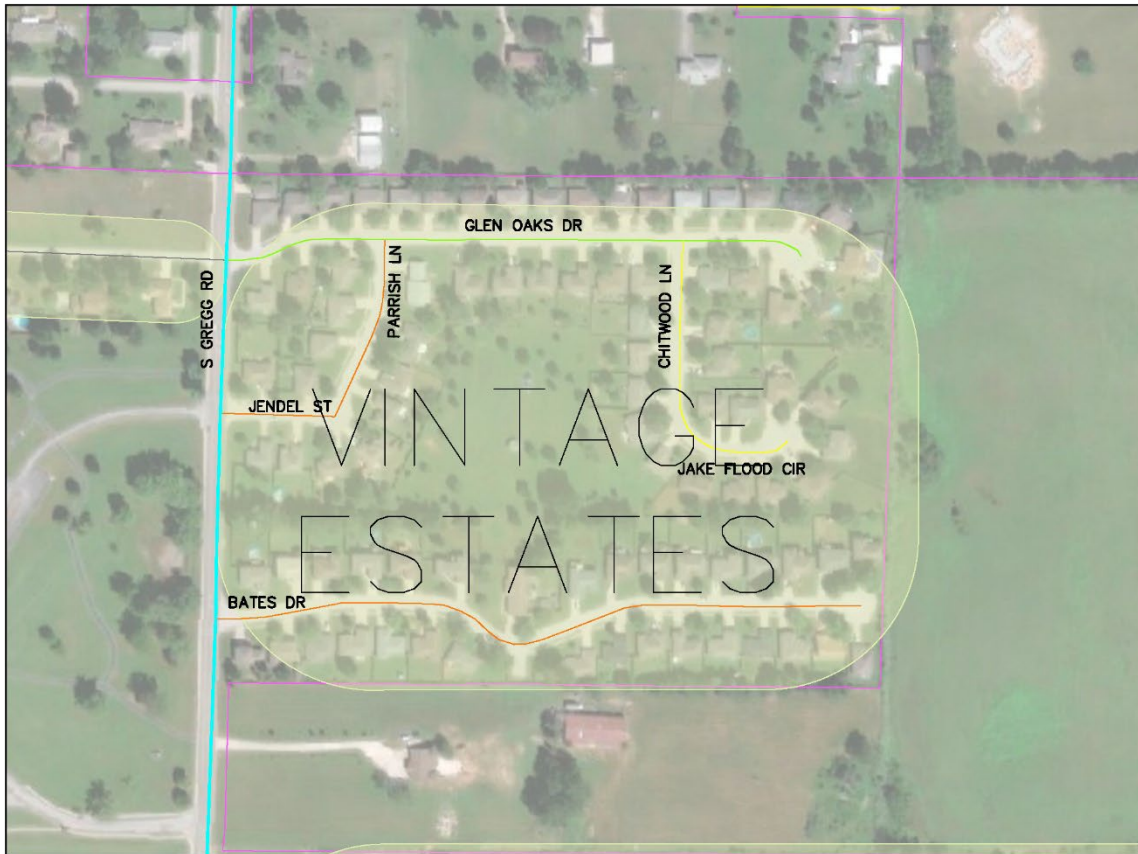 GLEN OAKS DR
S GREGG RD
PARRISH LN
CHITWOOD LN
JENDEL ST
VINTAGE
JAKE FLOOD CIR
ESTATES
BATES DR